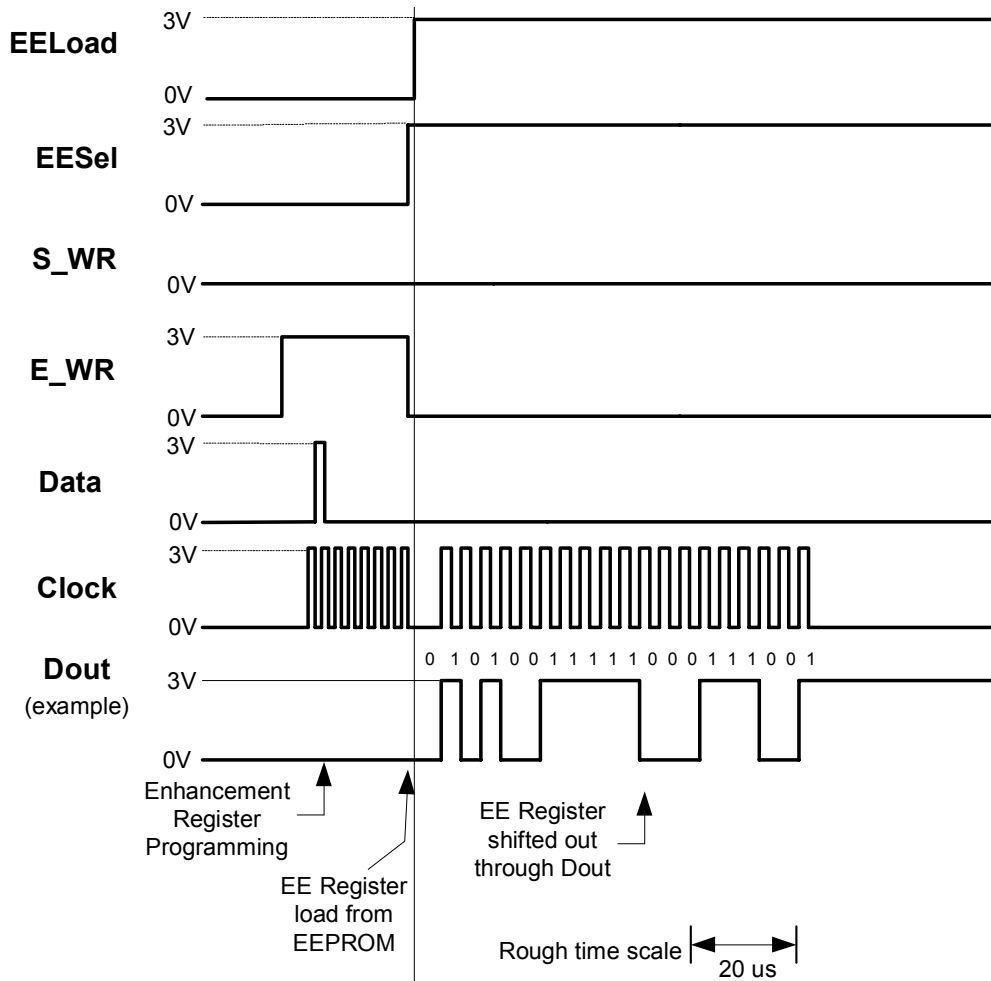 3V
EELoad
0V
3V
EESel
0V
S_WR
0V
3V
E_WR
0V
3V
Data
0V
3V
Clock
0V
0 1 0 1 0 0 1 1 1 1 1 0 0 0 1 1 1 0 0 1
Dout
3V
(example)
0V
Enhancement
Register
Programming
EE Register
shifted out
through Dout
EE Register
load from
EEPROM
Rough time scale
20 us